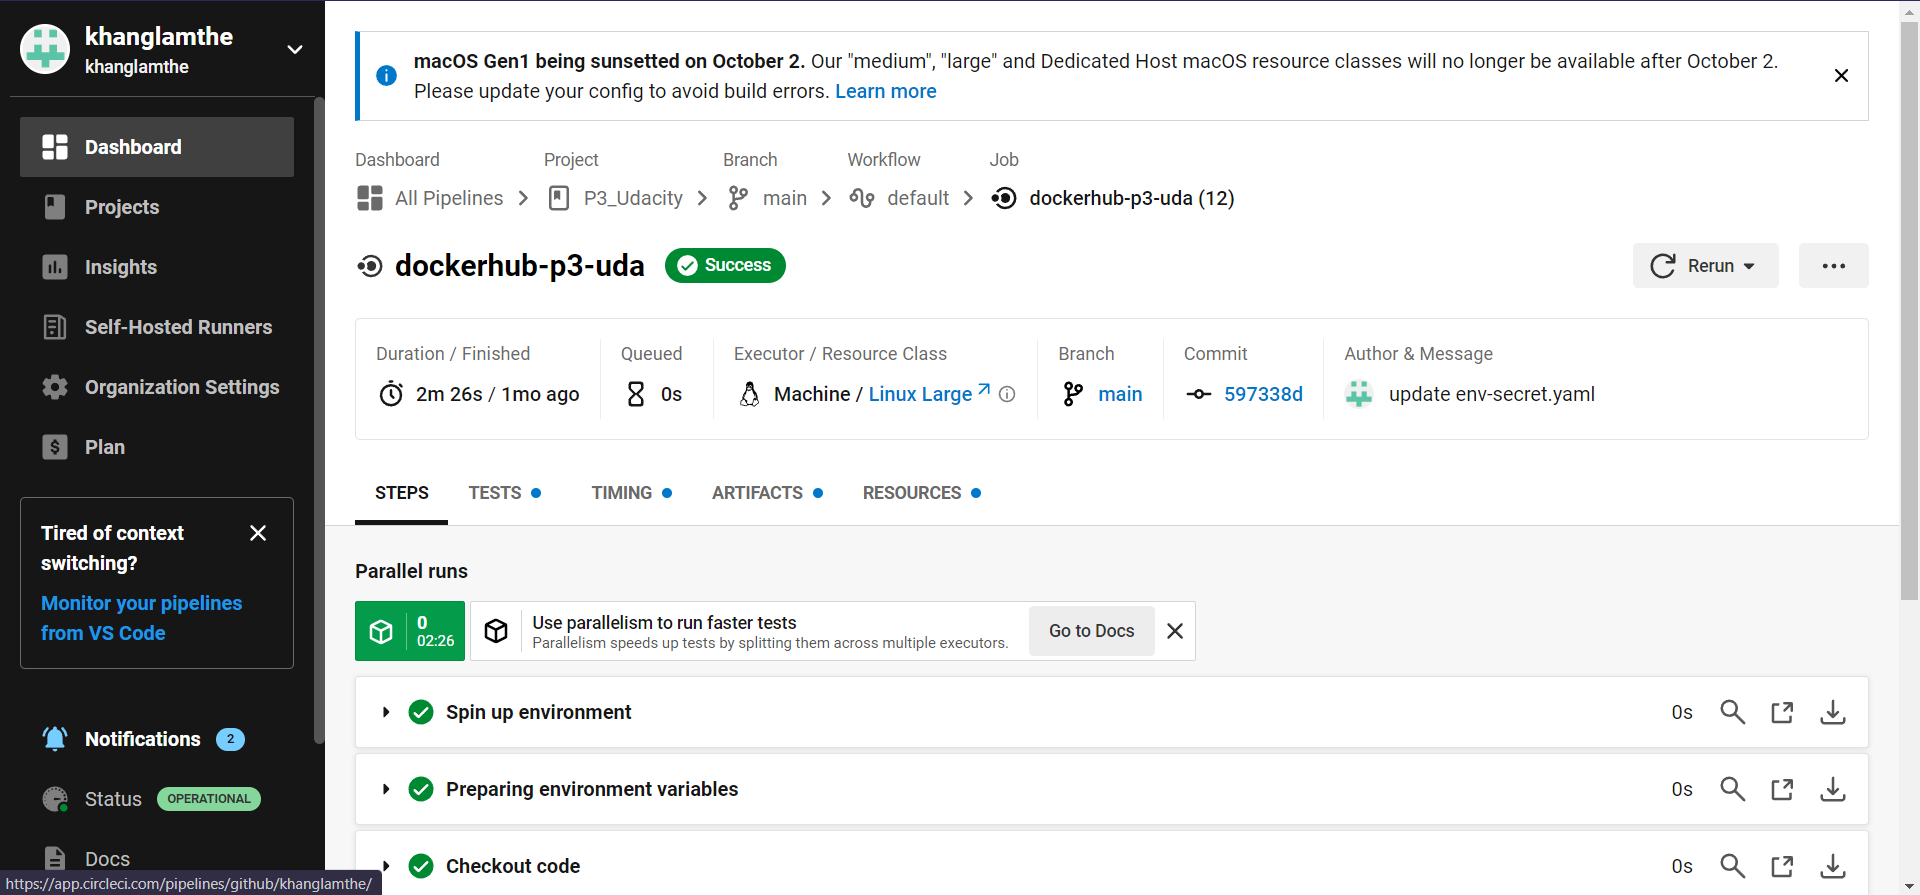 khanglamthe
khanglamthe
Dashboard
Projects
Insights
Self-Hosted Runners
Organization Settings
Plan
Tired of context
switching?
Monitor your pipelines
from VS Code
Notifications 2
Status OPERATIONAL
Docs
https://app.circleci.com/pipelines/github/khanglamthe/
macOS Gen1 being sunsetted on October 2. Our "medium", "large" and Dedicated Host macOS resource classes will no longer be available after October 2.
Please update your config to avoid build errors. Learn more
Dashboard Project Branch Workflow Job
All Pipelines P3_Udacity main default dockerhub-p3-uda (12)
dockerhub-p3-uda Success Rerun
Duration / Finished Queued Executor / Resource Class Branch Commit Author & Message
2m 26s / 1mo ago 0s Machine / Linux Large main 597338d update env-secret.yaml
STEPS TESTS TIMING ARTIFACTS RESOURCES
Parallel runs
0
02:26
Use parallelism to run faster tests
Parallelism speeds up tests by splitting them across multiple executors.
Go to Docs
Spin up environment 0s
Preparing environment variables 0s
Checkout code 0s